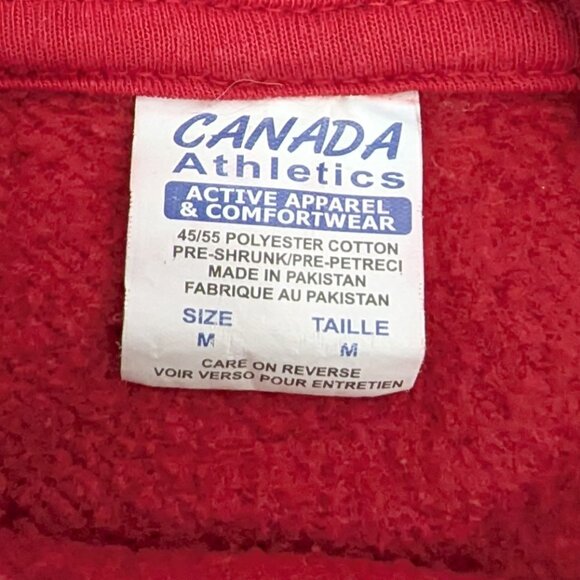 CANADA
Athletics
ACTIVE APPAREL
& COMFORTWEAR
45/55 POLYESTER COTTON
PRE-SHRUNK/PRE-PETRECI
MADE IN PAKISTAN
FABRIQUE AU PAKISTAN
SIZE TAILLE
M M
CARE ON REVERSE
VOIR VERSO POUR ENTRETIEN